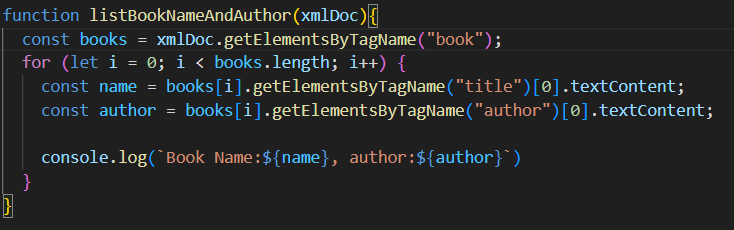 function listBookNameAndAuthor(xmlDoc){
  const books = xmlDoc.getElementsByTagName("book");
  for (let i = 0; i < books.length; i++) {
    const name = books[i].getElementsByTagName("title")[0].textContent;
    const author = books[i].getElementsByTagName("author")[0].textContent;

    console.log(`Book Name:${name}, author:${author}`)
  }
}